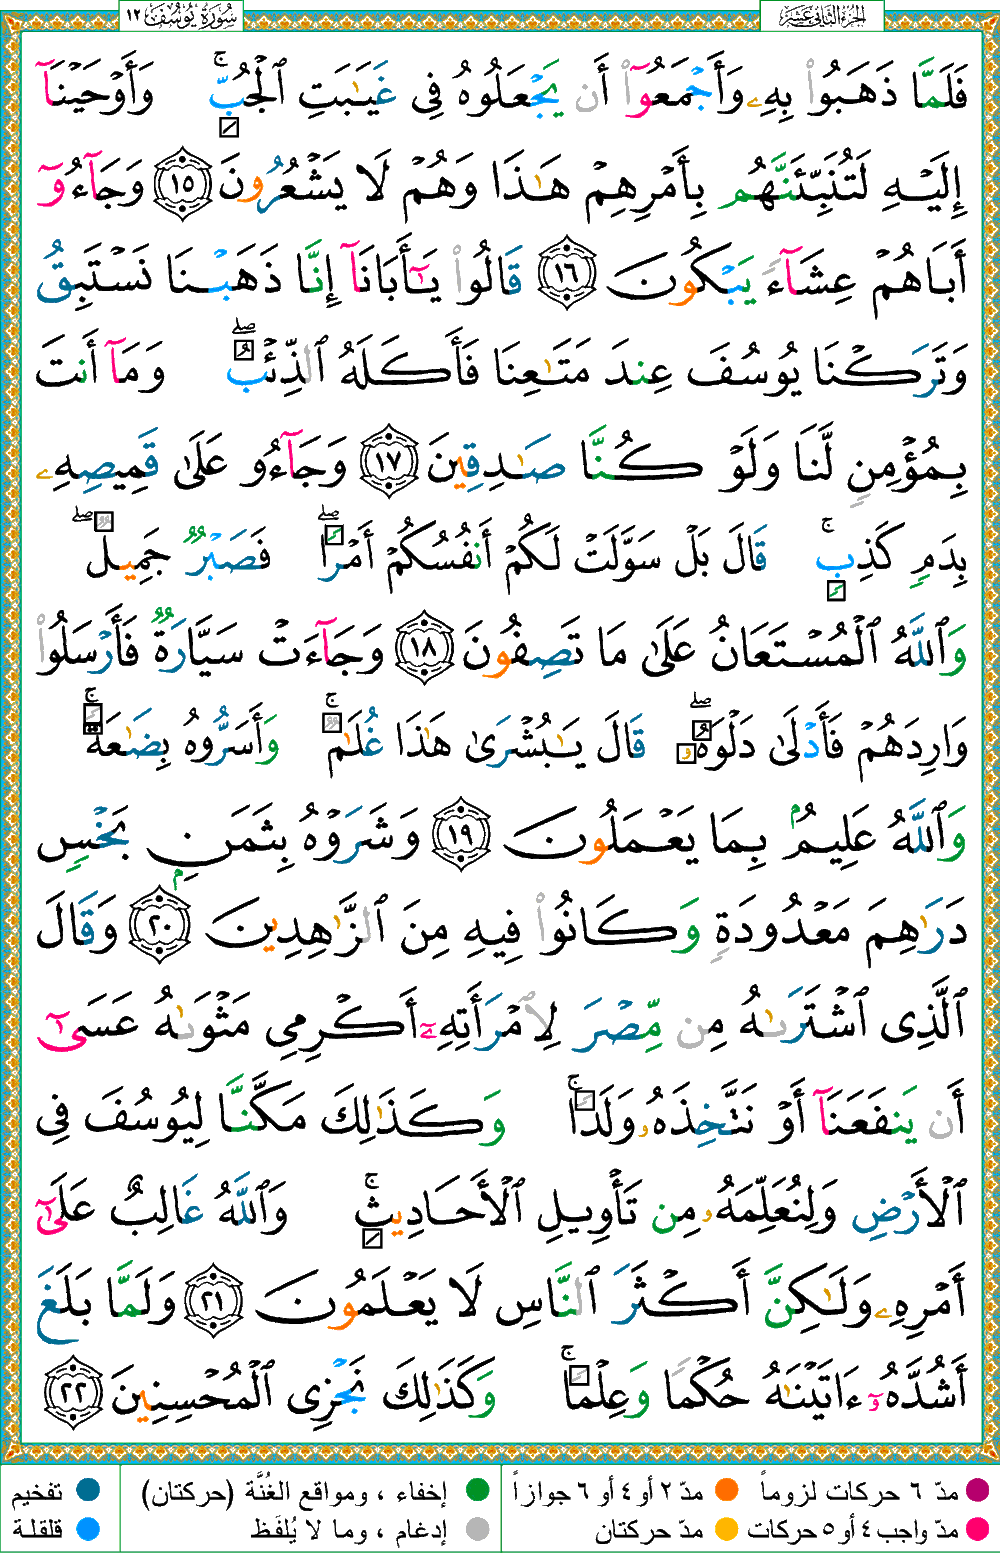 سُورَةُ يُوسُفَ ١٢
الجزء الثاني عشر
فَلَمَّا ذَهَبُوا۟ بِهِۦ وَأَجْمَعُوٓا۟ أَن يَجْعَلُوهُ فِى غَيَٰبَتِ ٱلْجُبِّ ۚ وَأَوْحَيْنَآ
إِلَيْهِ لَتُنَبِّئَنَّهُم بِأَمْرِهِمْ هَٰذَا وَهُمْ لَا يَشْعُرُونَ ١٥ وَجَآءُوٓ
أَبَاهُمْ عِشَآءً يَبْكُونَ ١٦ قَالُوا۟ يَٰٓأَبَانَآ إِنَّا ذَهَبْنَا نَسْتَبِقُ
وَتَرَكْنَا يُوسُفَ عِندَ مَتَٰعِنَا فَأَكَلَهُ ٱلذِّئْبُ ۖ وَمَآ أَنتَ
بِمُؤْمِنٍ لَّنَا وَلَوْ كُنَّا صَٰدِقِينَ ١٧ وَجَآءُو عَلَىٰ قَمِيصِهِۦ
بِدَمٍ كَذِبٍ ۚ قَالَ بَلْ سَوَّلَتْ لَكُمْ أَنفُسُكُمْ أَمْرًا ۖ فَصَبْرٌ جَمِيلٌ ۖ
وَٱللَّهُ ٱلْمُسْتَعَانُ عَلَىٰ مَا تَصِفُونَ ١٨ وَجَآءَتْ سَيَّارَةٌ فَأَرْسَلُوا۟
وَارِدَهُمْ فَأَدْلَىٰ دَلْوَهُۥ ۖ قَالَ يَٰبُشْرَىٰ هَٰذَا غُلَٰمٌ ۚ وَأَسَرُّوهُ بِضَٰعَةً ۚ
وَٱللَّهُ عَلِيمٌۢ بِمَا يَعْمَلُونَ ١٩ وَشَرَوْهُ بِثَمَنٍۭ بَخْسٍ
دَرَٰهِمَ مَعْدُودَةٍ وَكَانُوا۟ فِيهِ مِنَ ٱلزَّٰهِدِينَ ٢٠ وَقَالَ
ٱلَّذِى ٱشْتَرَىٰهُ مِن مِّصْرَ لِٱمْرَأَتِهِۦٓ أَكْرِمِى مَثْوَىٰهُ عَسَىٰٓ
أَن يَنفَعَنَآ أَوْ نَتَّخِذَهُۥ وَلَدًا ۚ وَكَذَٰلِكَ مَكَّنَّا لِيُوسُفَ فِى
ٱلْأَرْضِ وَلِنُعَلِّمَهُۥ مِن تَأْوِيلِ ٱلْأَحَادِيثِ ۚ وَٱللَّهُ غَالِبٌ عَلَىٰٓ
أَمْرِهِۦ وَلَٰكِنَّ أَكْثَرَ ٱلنَّاسِ لَا يَعْلَمُونَ ٢١ وَلَمَّا بَلَغَ
أَشُدَّهُۥٓ ءَاتَيْنَٰهُ حُكْمًا وَعِلْمًا ۚ وَكَذَٰلِكَ نَجْزِى ٱلْمُحْسِنِينَ ٢٢
مدّ ٦ حركات لزوماً مدّ ٢ أو ٤ أو ٦ جوازاً إخفاء ، ومواقع الغُنَّة (حركتان) تفخيم
مدّ واجب ٤ أو ٥ حركات مدّ حركتان إدغام ، وما لا يُلفَظ قلقلة